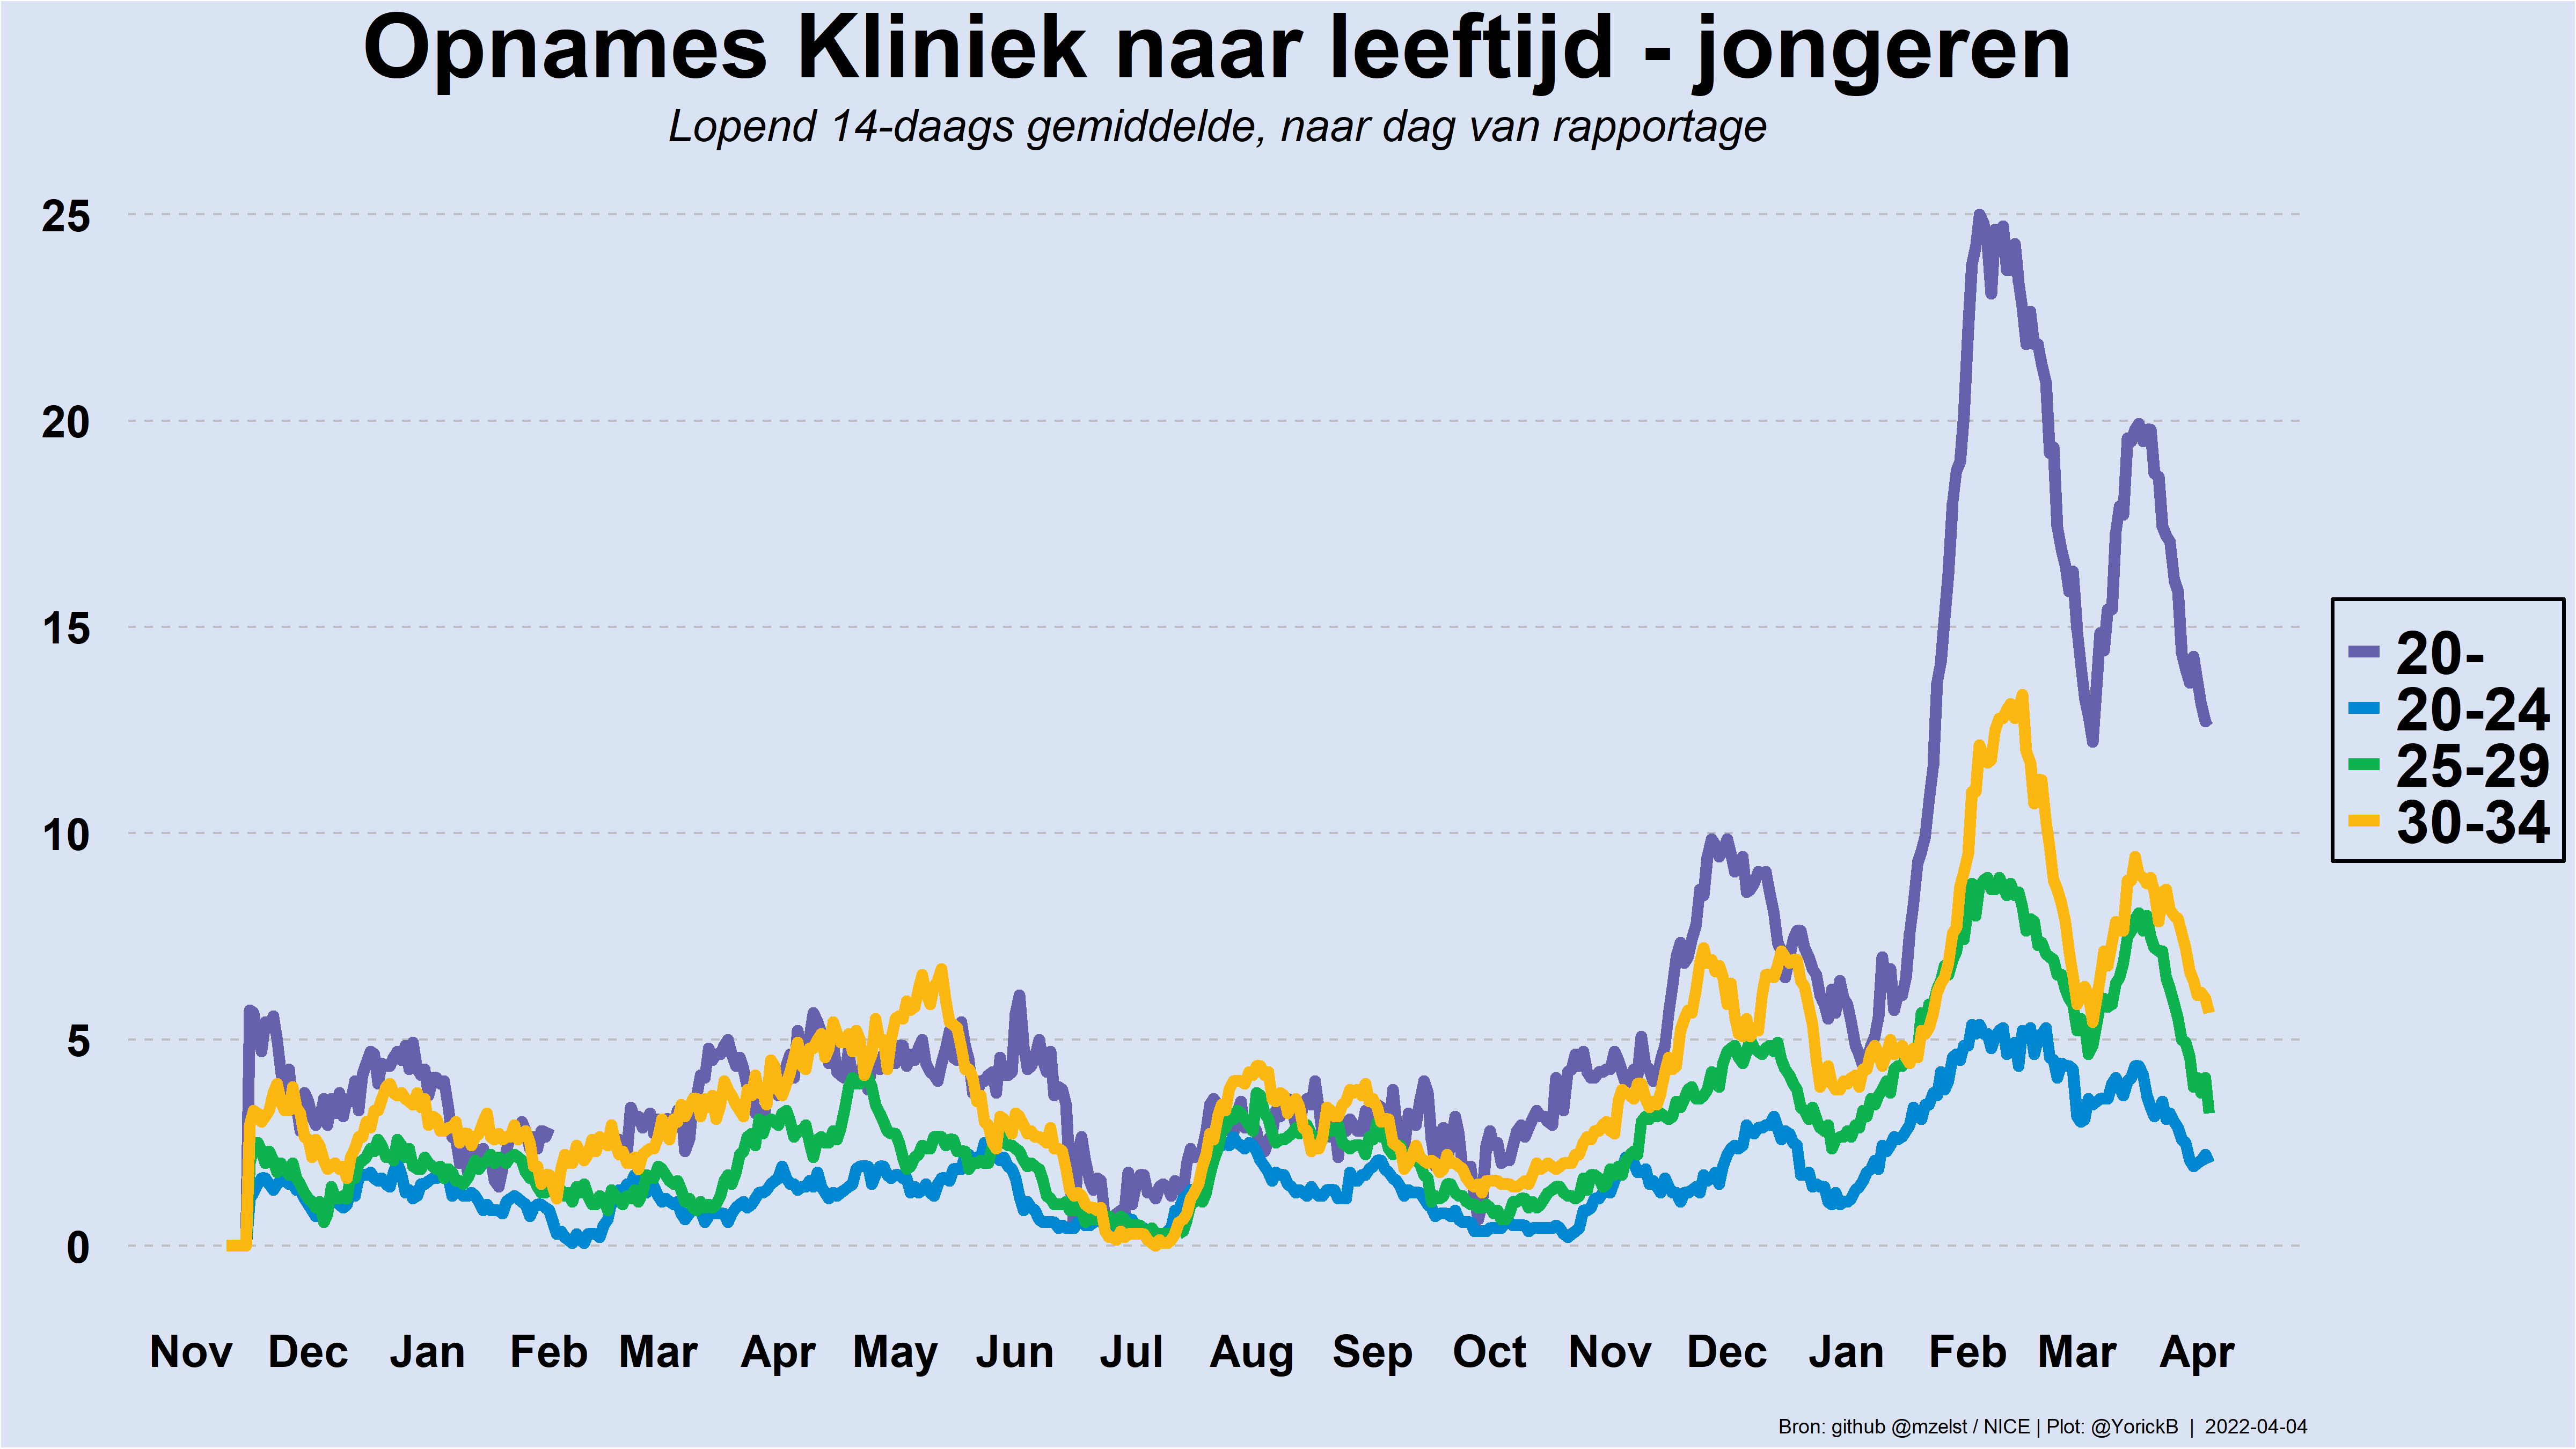 Opnames Kliniek naar leeftijd - jongeren
Lopend 14-daags gemiddelde, naar dag van rapportage
25
20
15
10
5
0
20-
20-24
25-29
30-34
Nov Dec Jan Feb Mar Apr May Jun Jul Aug Sep Oct Nov Dec Jan Feb Mar Apr
Bron: github @mzelst / NICE | Plot: @YorickB | 2022-04-04